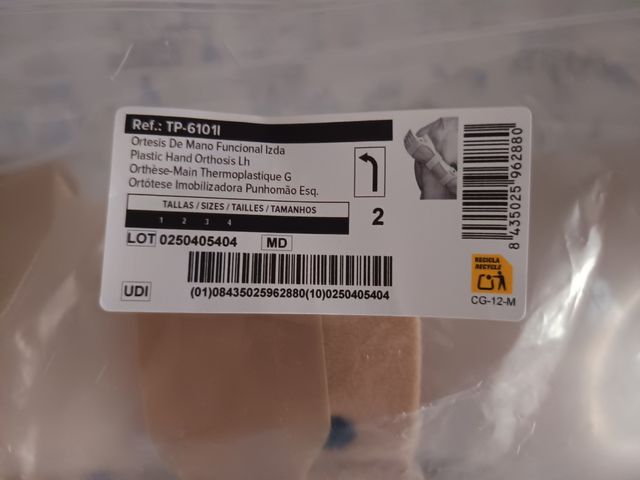 Ref.: TP-6101I
Ortesis De Mano Funcional Izda
Plastic Hand Orthosis Lh
Orthèse-Main Thermoplastique G
Ortótese Imobilizadora Punhomão Esq.
TALLAS / SIZES / TAILLES / TAMANHOS
1 2 3 4
2
LOT 0250405404 MD
UDI
(01)08435025962880(10)0250405404
8 435025 962880
RECICLA
RECYCLE
CG-12-M